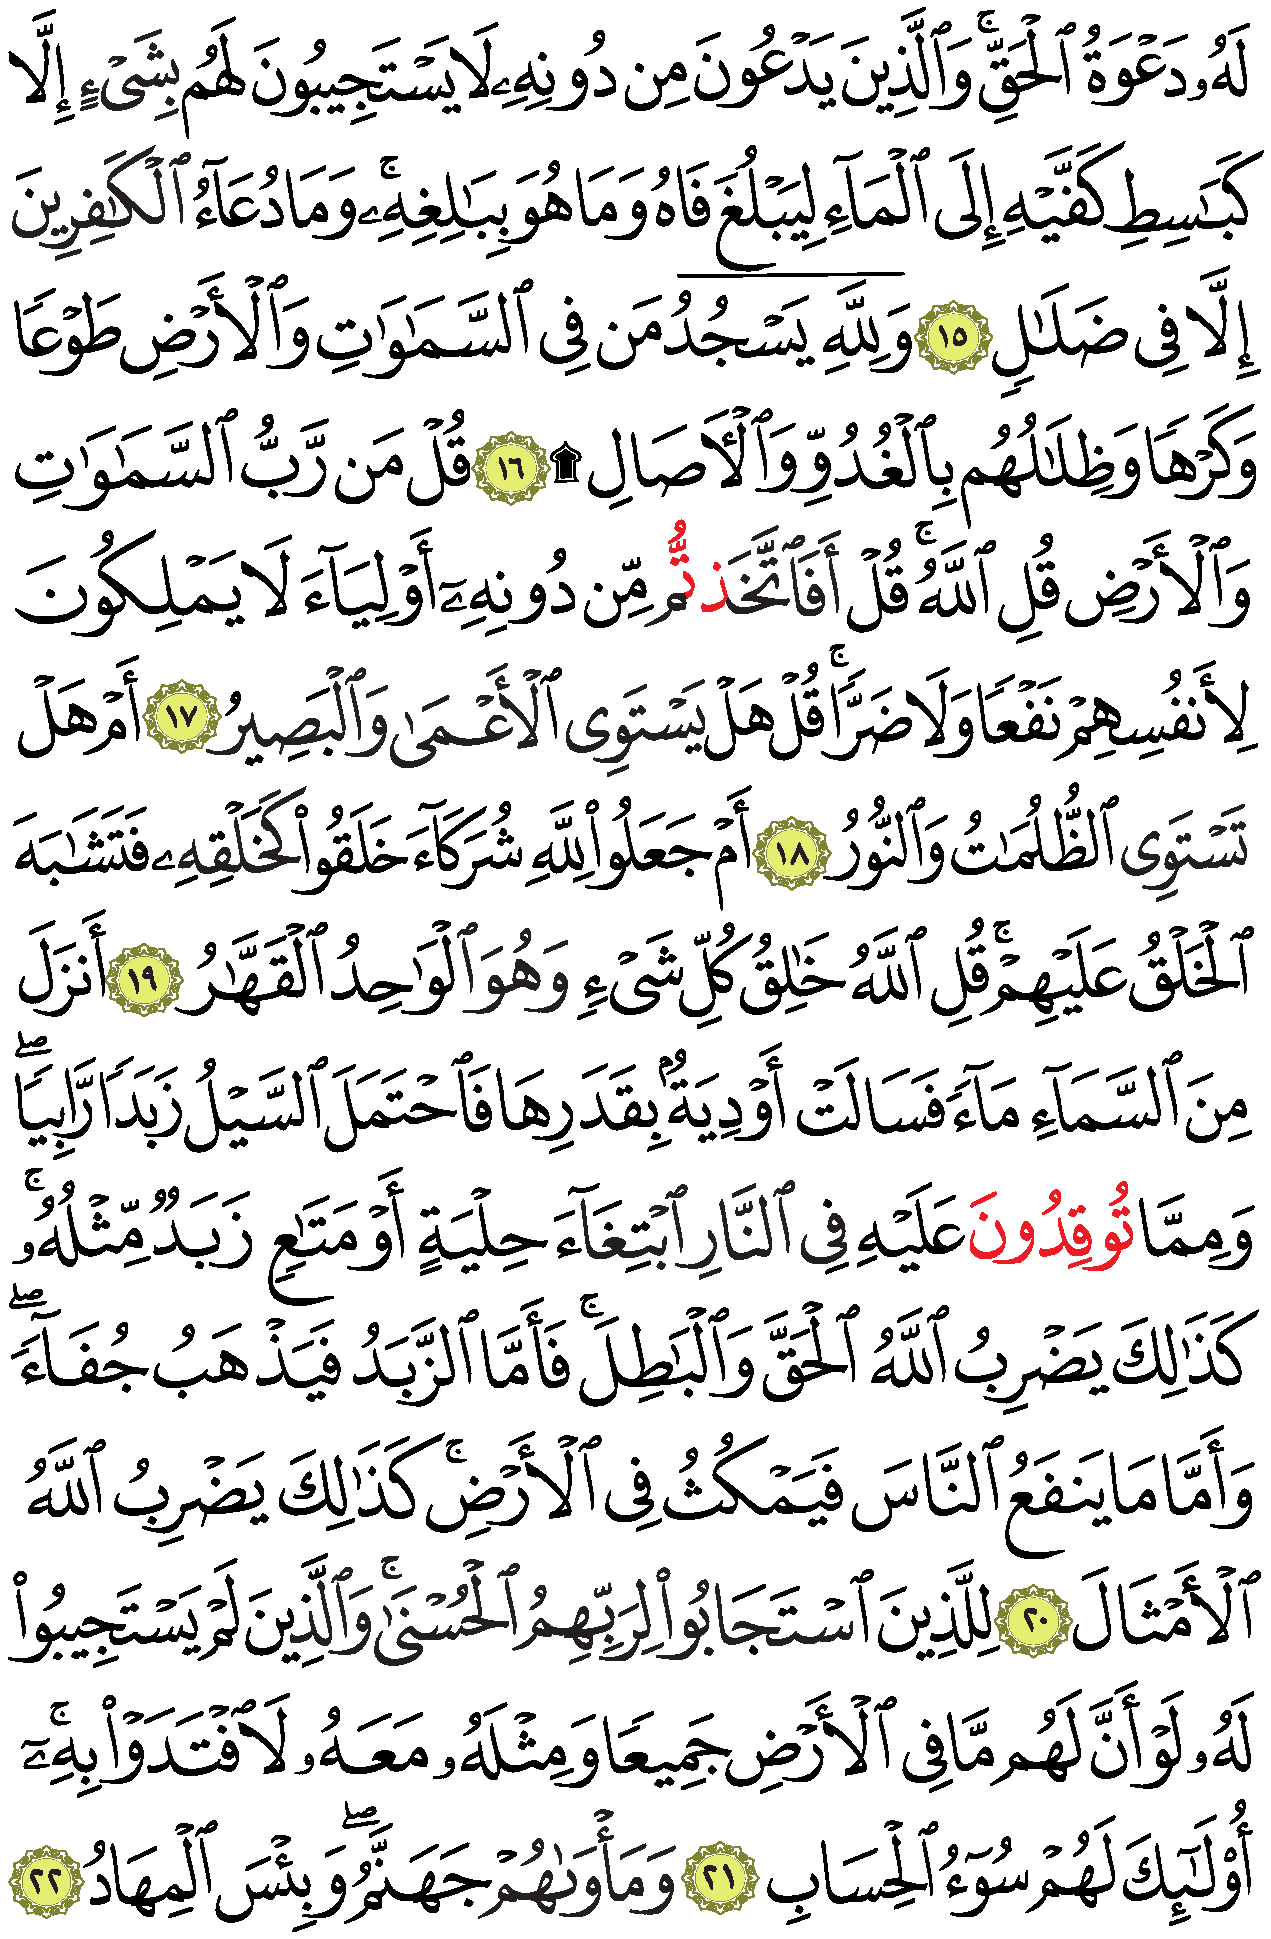 لَهُۥ دَعْوَةُ ٱلْحَقِّ ۚ وَٱلَّذِينَ يَدْعُونَ مِن دُونِهِۦ لَا يَسْتَجِيبُونَ لَهُم بِشَىْءٍ إِلَّا
كَبَـٰسِطِ كَفَّيْهِ إِلَى ٱلْمَآءِ لِيَبْلُغَ فَاهُ وَمَا هُوَ بِبَـٰلِغِهِۦ ۚ وَمَا دُعَآءُ ٱلْكَـٰفِرِينَ
إِلَّا فِى ضَلَـٰلٍ ١٥ وَلِلَّهِ يَسْجُدُ مَن فِى ٱلسَّمَـٰوَٰتِ وَٱلْأَرْضِ طَوْعًا
وَكَرْهًا وَظِلَـٰلُهُم بِٱلْغُدُوِّ وَٱلْـَٔاصَالِ ۩ ١٦ قُلْ مَن رَّبُّ ٱلسَّمَـٰوَٰتِ
وَٱلْأَرْضِ قُلِ ٱللَّهُ ۚ قُلْ أَفَٱتَّخَذتُّم مِّن دُونِهِۦٓ أَوْلِيَآءَ لَا يَمْلِكُونَ
لِأَنفُسِهِمْ نَفْعًا وَلَا ضَرًّا ۚ قُلْ هَلْ يَسْتَوِى ٱلْأَعْمَىٰ وَٱلْبَصِيرُ ١٧ أَمْ هَلْ
تَسْتَوِى ٱلظُّلُمَـٰتُ وَٱلنُّورُ ١٨ أَمْ جَعَلُوا۟ لِلَّهِ شُرَكَآءَ خَلَقُوا۟ كَخَلْقِهِۦ فَتَشَـٰبَهَ
ٱلْخَلْقُ عَلَيْهِمْ ۚ قُلِ ٱللَّهُ خَـٰلِقُ كُلِّ شَىْءٍ وَهُوَ ٱلْوَٰحِدُ ٱلْقَهَّـٰرُ ١٩ أَنزَلَ
مِنَ ٱلسَّمَآءِ مَآءً فَسَالَتْ أَوْدِيَةٌۢ بِقَدَرِهَا فَٱحْتَمَلَ ٱلسَّيْلُ زَبَدًا رَّابِيًا ۖ
وَمِمَّا تُوقِدُونَ عَلَيْهِ فِى ٱلنَّارِ ٱبْتِغَآءَ حِلْيَةٍ أَوْ مَتَـٰعٍ زَبَدٌ مِّثْلُهُۥ ۚ
كَذَٰلِكَ يَضْرِبُ ٱللَّهُ ٱلْحَقَّ وَٱلْبَـٰطِلَ ۚ فَأَمَّا ٱلزَّبَدُ فَيَذْهَبُ جُفَآءً ۖ
وَأَمَّا مَا يَنفَعُ ٱلنَّاسَ فَيَمْكُثُ فِى ٱلْأَرْضِ ۚ كَذَٰلِكَ يَضْرِبُ ٱللَّهُ
ٱلْأَمْثَالَ ٢٠ لِلَّذِينَ ٱسْتَجَابُوا۟ لِرَبِّهِمُ ٱلْحُسْنَىٰ ۚ وَٱلَّذِينَ لَمْ يَسْتَجِيبُوا۟
لَهُۥ لَوْ أَنَّ لَهُم مَّا فِى ٱلْأَرْضِ جَمِيعًا وَمِثْلَهُۥ مَعَهُۥ لَٱفْتَدَوْا۟ بِهِۦٓ ۚ
أُو۟لَـٰٓئِكَ لَهُمْ سُوٓءُ ٱلْحِسَابِ ٢١ وَمَأْوَىٰهُمْ جَهَنَّمُ ۖ وَبِئْسَ ٱلْمِهَادُ ٢٢